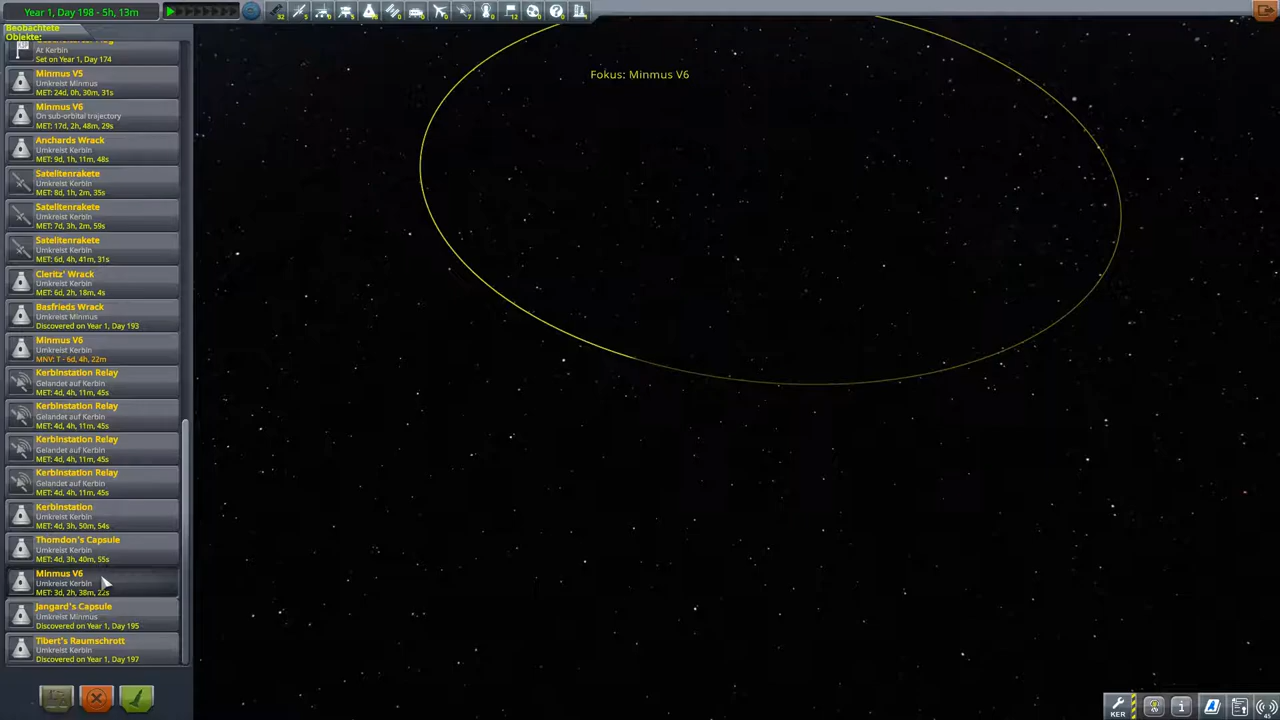 Year 1, Day 198 - 5h, 13m
Beobachtete
Objekte:
At Kerbin
Set on Year 1, Day 174
Minmus V5
Umkreist Minmus
MET: 24d, 0h, 30m, 31s
Minmus V6
On sub-orbital trajectory
MET: 17d, 2h, 48m, 29s
Anchards Wrack
Umkreist Kerbin
MET: 9d, 1h, 11m, 48s
Satelitenrakete
Umkreist Kerbin
MET: 8d, 1h, 2m, 35s
Satelitenrakete
Umkreist Kerbin
MET: 7d, 3h, 2m, 59s
Satelitenrakete
Umkreist Kerbin
MET: 6d, 4h, 41m, 31s
Cleritz' Wrack
Umkreist Kerbin
MET: 6d, 2h, 18m, 4s
Basfrieds Wrack
Umkreist Minmus
Discovered on Year 1, Day 193
Minmus V6
Umkreist Kerbin
MNV: T - 6d, 4h, 22m
Kerbinstation Relay
Gelandet auf Kerbin
MET: 4d, 4h, 11m, 45s
Kerbinstation Relay
Gelandet auf Kerbin
MET: 4d, 4h, 11m, 45s
Kerbinstation Relay
Gelandet auf Kerbin
MET: 4d, 4h, 11m, 45s
Kerbinstation Relay
Gelandet auf Kerbin
MET: 4d, 4h, 11m, 45s
Kerbinstation
Umkreist Kerbin
MET: 4d, 3h, 50m, 54s
Thomdon's Capsule
Umkreist Kerbin
MET: 4d, 3h, 40m, 55s
Minmus V6
Umkreist Kerbin
MET: 3d, 2h, 38m, 22s
Jangard's Capsule
Umkreist Minmus
Discovered on Year 1, Day 195
Tibert's Raumschrott
Umkreist Kerbin
Discovered on Year 1, Day 197
Fokus: Minmus V6
KER